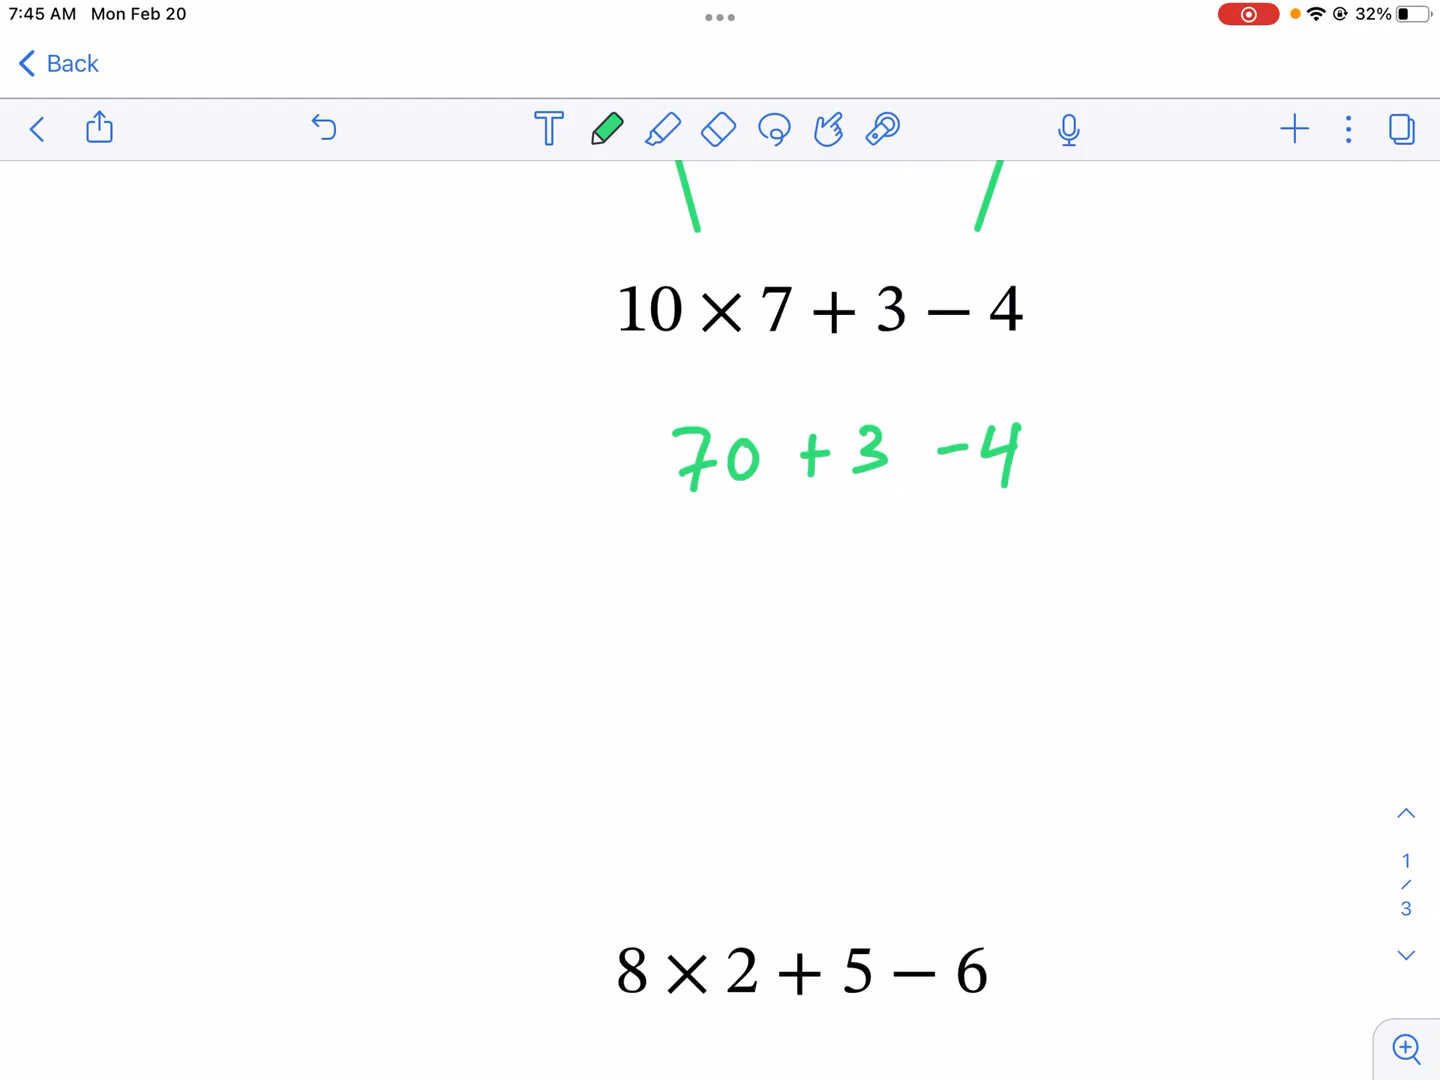 7:45 AM Mon Feb 20 32%
Back
10 × 7 + 3 − 4
70 + 3 - 4
1
/
3
8 × 2 + 5 − 6